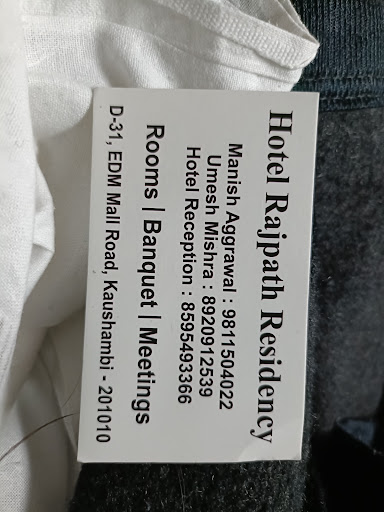 Hotel Rajpath Residency
Manish Aggrawal : 9811504022
Umesh Mishra : 8920912539
Hotel Reception : 8595493366
Rooms | Banquet | Meetings
D-31, EDM Mall Road, Kaushambi - 201010